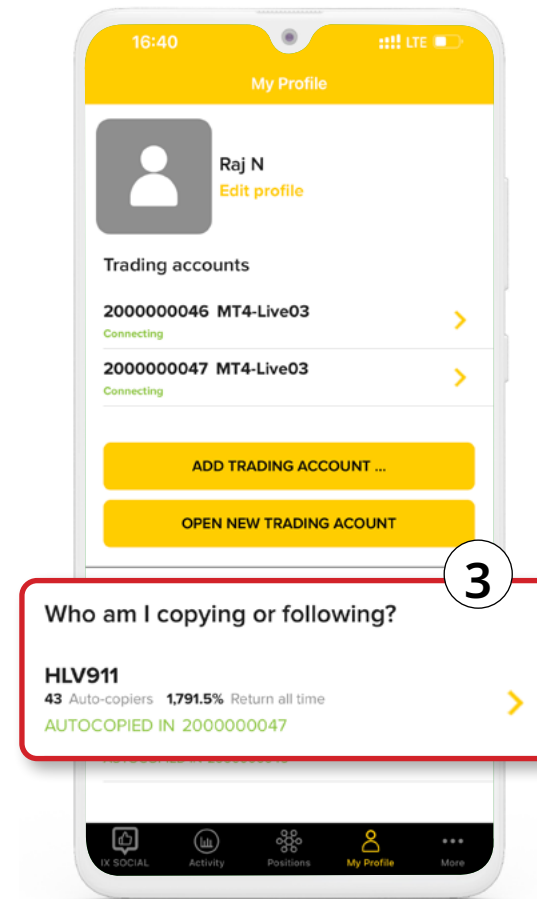 16:40 LTE
My Profile
Raj N
Edit profile
Trading accounts
2000000046 MT4-Live03
Connecting
2000000047 MT4-Live03
Connecting
ADD TRADING ACCOUNT ...
OPEN NEW TRADING ACOUNT
3
Who am I copying or following?
HLV911
43 Auto-copiers 1,791.5% Return all time
AUTOCOPIED IN 2000000047
IX SOCIAL Activity Positions My Profile More